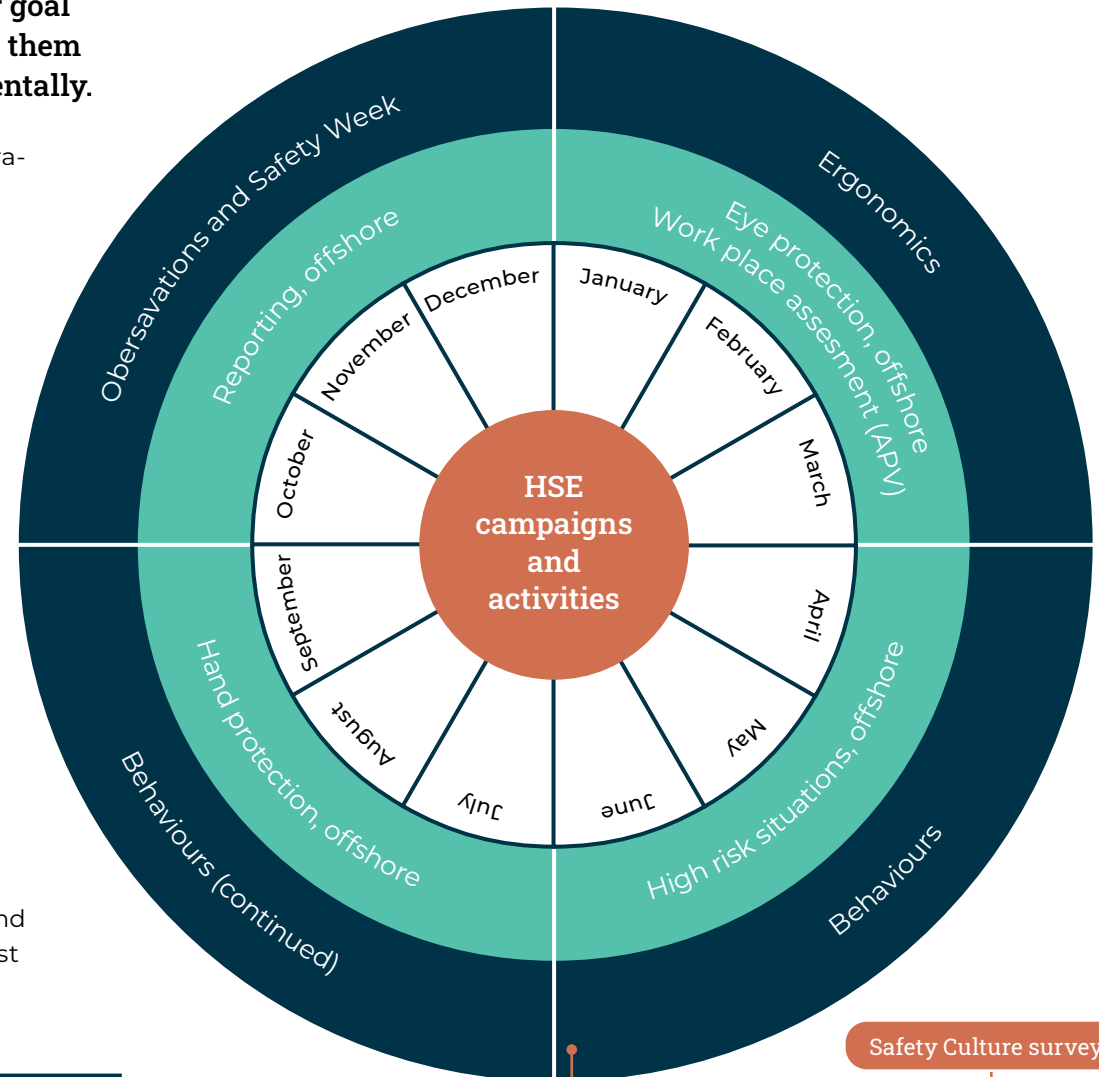 goal
them
entally.
a-
nd
st
Obersavations and Safety Week
Ergonomics
Behaviours
Behaviours (continued)
Reporting, offshore
Eye protection, offshore
Work place assesment (APV)
High risk situations, offshore
Hand protection, offshore
January
February
March
April
May
June
July
August
September
October
November
December
HSE
campaigns
and
activities
Safety Culture survey